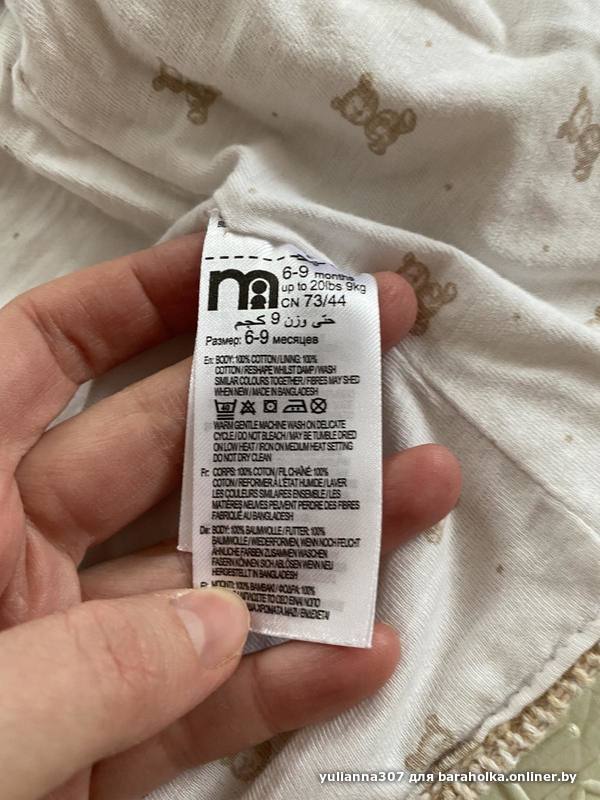 6-9 months
up to 20lbs 9kg
CN 73/44
حتى وزن 9 كجم
Размер: 6-9 месяцев
En: BODY: 100% COTTON / LINING: 100%
COTTON / RESHAPE WHILST DAMP / WASH
SIMILAR COLOURS TOGETHER / FIBRES MAY SHED
WHEN NEW / MADE IN BANGLADESH
40
WARM GENTLE MACHINE WASH ON DELICATE
CYCLE / DO NOT BLEACH / MAY BE TUMBLE DRIED
ON LOW HEAT / IRON ON MEDIUM HEAT SETTING
DO NOT DRY CLEAN
Fr: CORPS: 100% COTON / FIL CHAÎNÉ: 100%
COTON / REFORMER À L'ÉTAT HUMIDE / LAVER
LES COULEURS SIMILAIRES ENSEMBLE / LES
MATIÈRES NEUVES PEUVENT PERDRE DES FIBRES
FABRIQUÉ AU BANGLADESH
De: BODY: 100% BAUMWOLLE / FUTTER: 100%
BAUMWOLLE / WIEDERFORMEN, WENN NOCH FEUCHT
ÄHNLICHE FARBEN ZUSAMMEN WASCHEN
FASERN KÖNNEN SICH ABLÖSEN WENN NEU
HERGESTELLT IN BANGLADESH
100% ΒΑΜΒΑΚΙ / ΦΟΔΡΑ: 100%
yulianna307 для baraholka.onliner.by